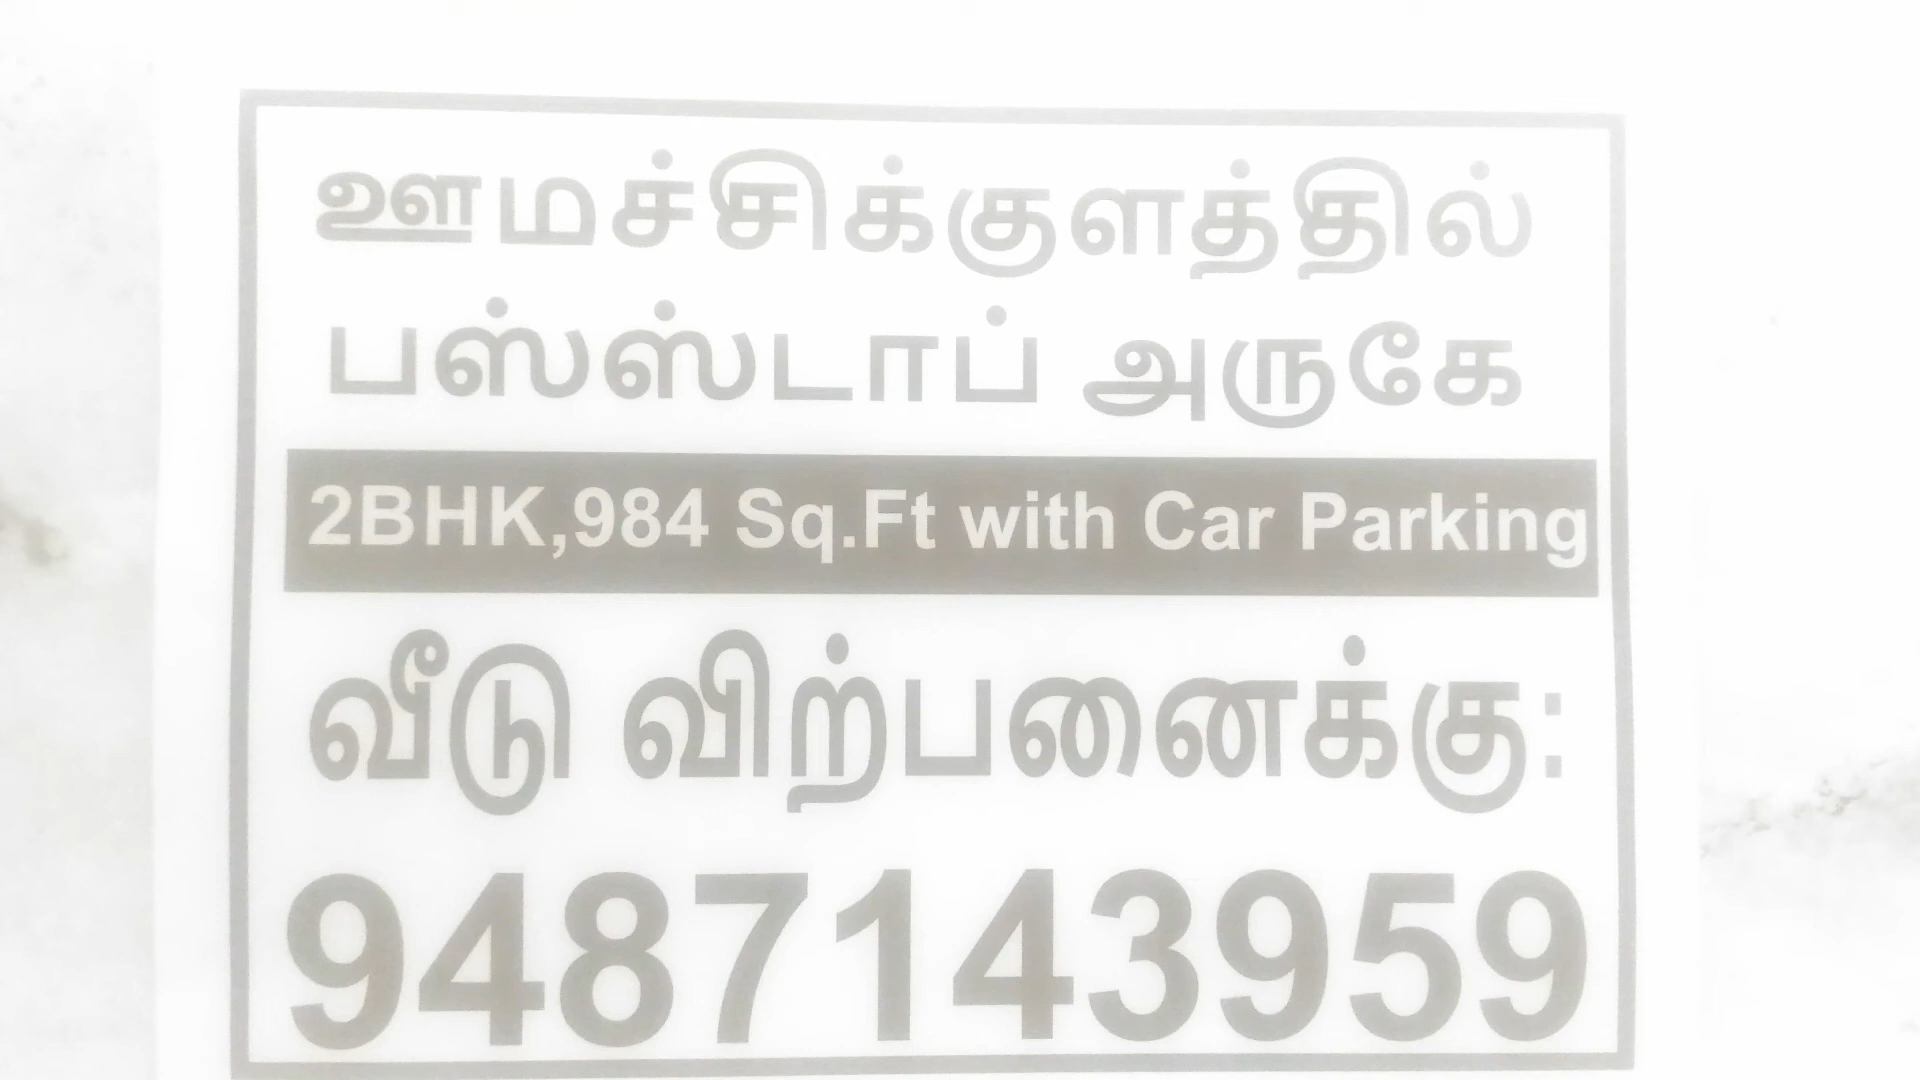 ஊமச்சிக்குளத்தில்
பஸ்ஸ்டாப் அருகே
2BHK,984 Sq.Ft with Car Parking
வீடு விற்பனைக்கு:
9487143959